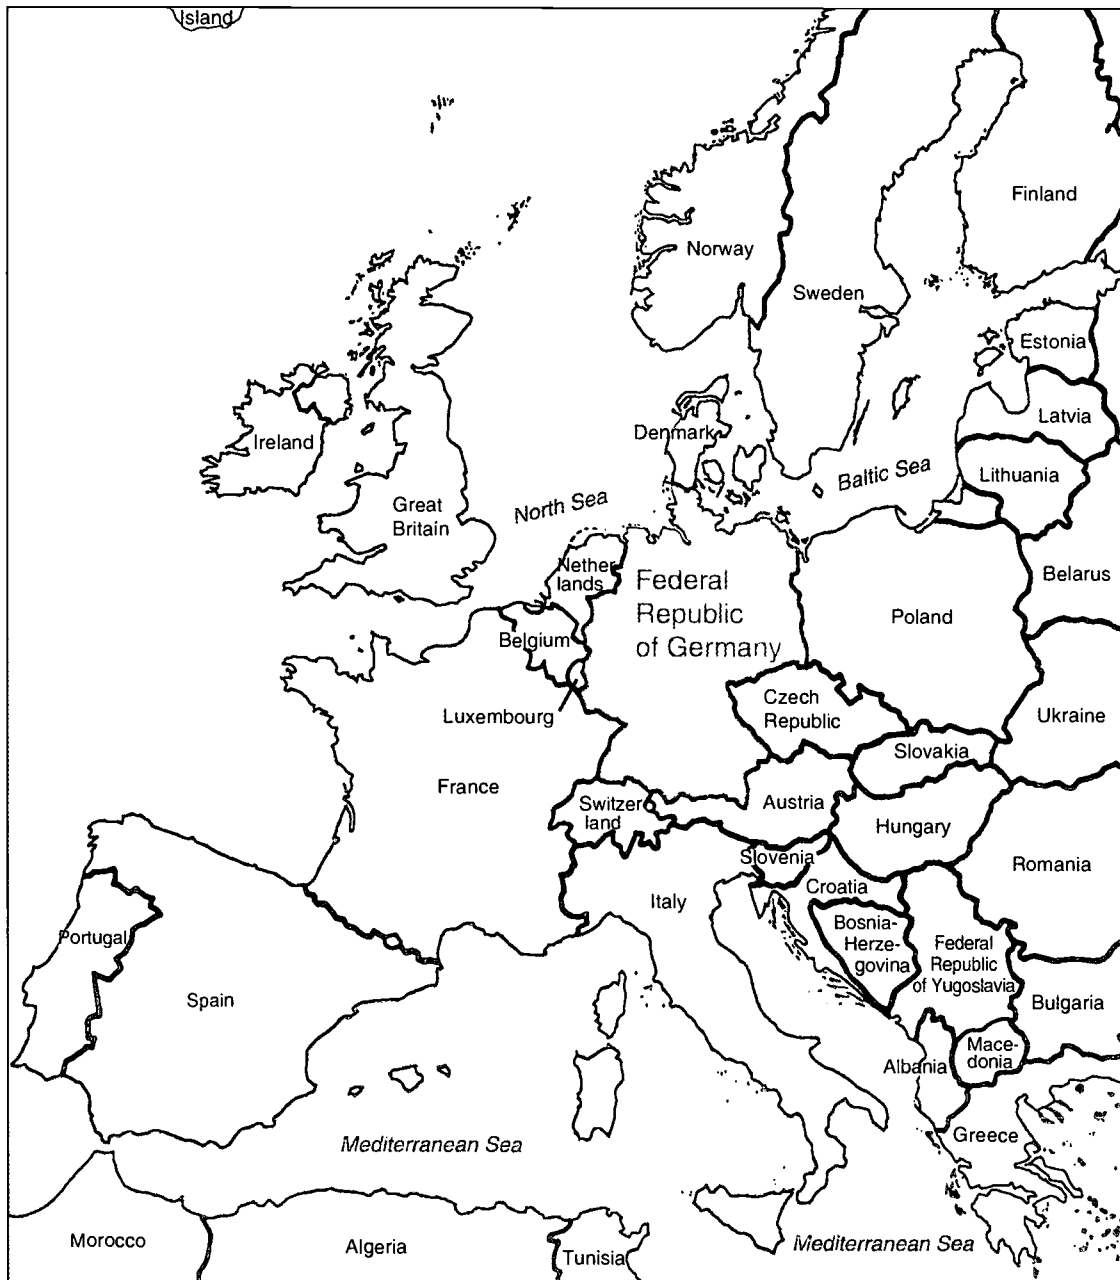 Island
Finland
Norway
Sweden
Estonia
Latvia
Denmark
Ireland
Baltic Sea
Lithuania
North Sea
Great
Britain
Nether
lands
Federal
Republic
of Germany
Belarus
Poland
Belgium
Czech
Republic
Luxembourg
Ukraine
Slovakia
France
Switzer
land
Austria
Hungary
Slovenia
Romania
Croatia
Italy
Portugal
Bosnia-
Herze-
govina
Federal
Republic
of Yugoslavia
Spain
Bulgaria
Mace-
donia
Albania
Greece
Mediterranean Sea
Morocco
Algeria
Tunisia
Mediterranean Sea